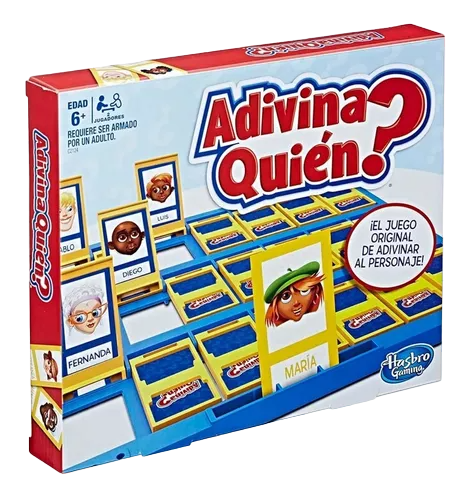 Adivina
Quién?
EDAD
6+
2
JUGADORES
REQUIERE SER ARMADO
POR UN ADULTO.
Adivina
Quién?
¡EL JUEGO
ORIGINAL
DE ADIVINAR
AL PERSONAJE!
LUIS
DIEGO
FERNANDA
MARÍA
Hasbro
Gaming